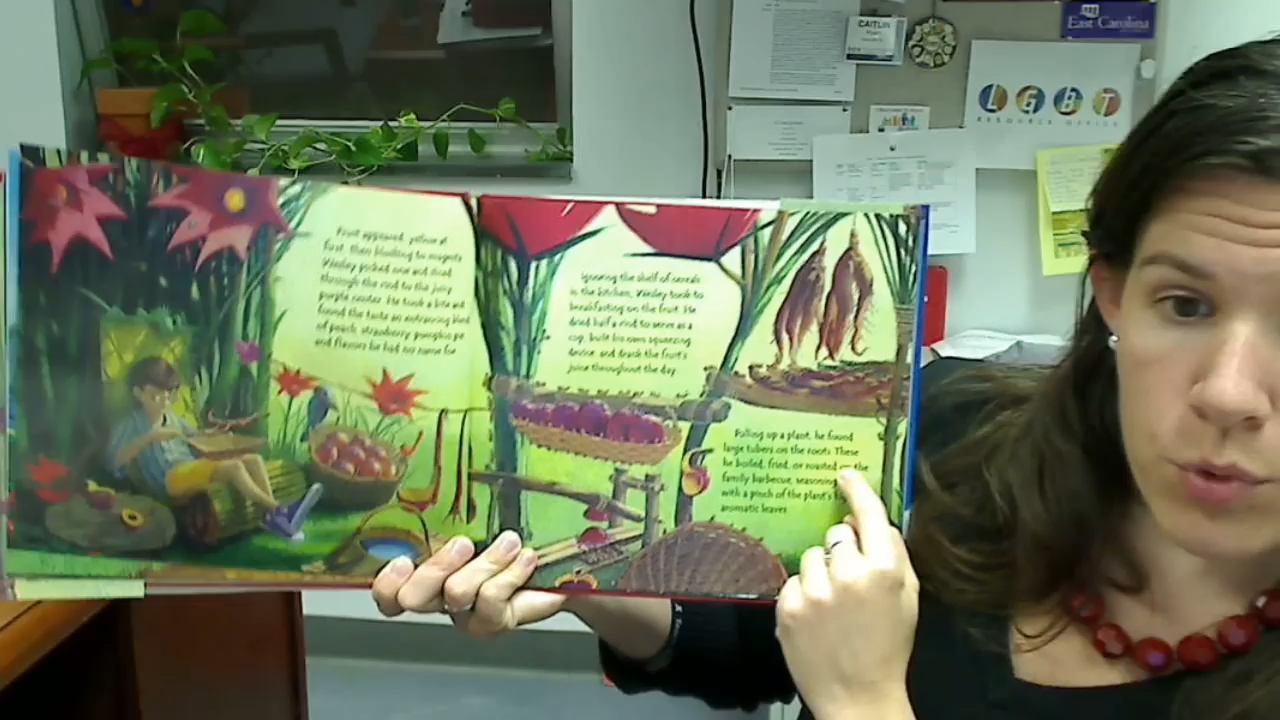 CAITLIN
East Carolina
LGBT
RESOURCE OFFICE
Fruit appeared, yellow at
first, then blushing to magenta.
Wesley picked one and sliced
through the rind to the juicy
purple center. He took a bite and
found the taste an entrancing blend
of peach, strawberry, pumpkin pie,
and flavors he had no name for.
Ignoring the shelf of cereals
in the kitchen, Wesley took to
breakfasting on the fruit. He
dried half a rind to serve as a
cup, built his own squeezing
device, and drank the fruit's
juice throughout the day.
Pulling up a plant, he found
large tubers on the roots. These
he boiled, fried, or roasted on the
family barbecue, seasoning
with a pinch of the plant's
aromatic leaves.